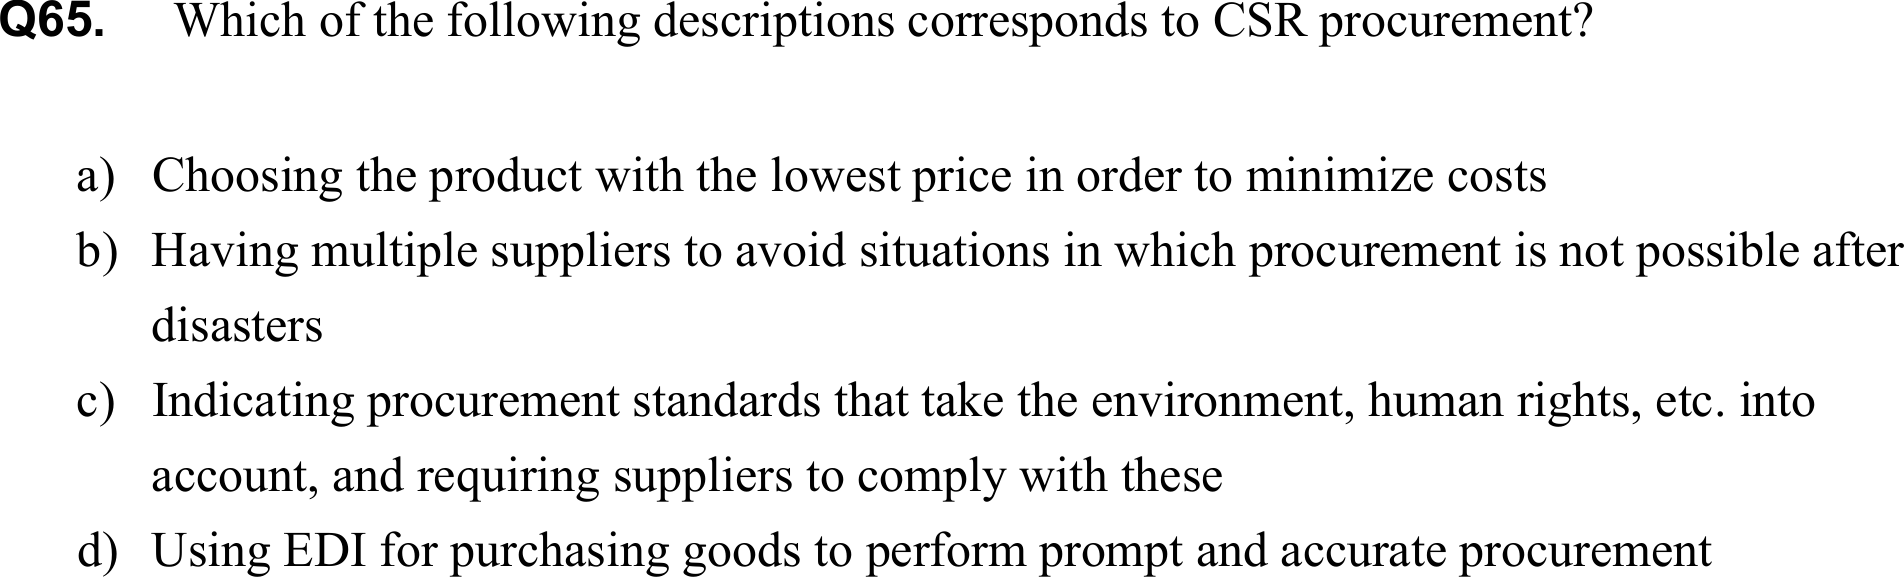 Q65. Which of the following descriptions corresponds to CSR procurement?
a) Choosing the product with the lowest price in order to minimize costs
b) Having multiple suppliers to avoid situations in which procurement is not possible after
disasters
c) Indicating procurement standards that take the environment, human rights, etc. into
account, and requiring suppliers to comply with these
d) Using EDI for purchasing goods to perform prompt and accurate procurement